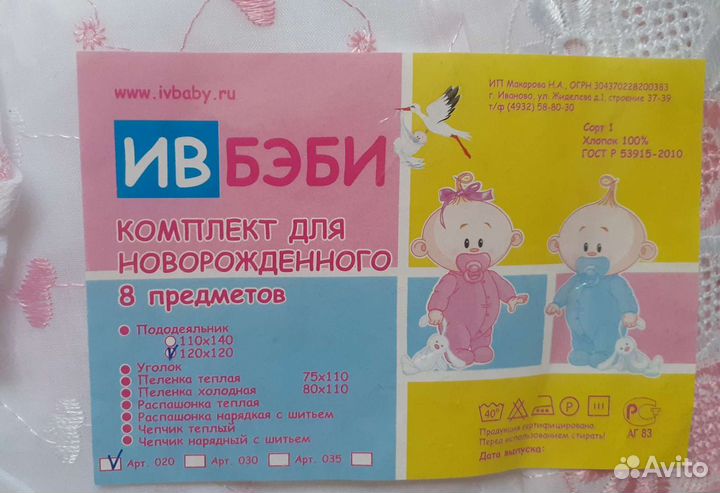 www.ivbaby.ru
ИВ БЭБИ
КОМПЛЕКТ ДЛЯ
НОВОРОЖДЕННОГО
8 предметов
Пододеяльник
110х140
120х120
Уголок
Пеленка теплая 75х110
Пеленка холодная 80х110
Распашонка теплая
Распашонка нарядкая с шитьем
Чепчик теплый
Чепчик нарядный с шитьем
Арт. 020 Арт. 030 Арт. 035
ИП Макарова Н.А., ОГРН 304370228200383
г. Иваново, ул. Жиделева д.1, строение 37-39
т/ф (4932) 58-80-30
Сорт 1
Хлопок 100%
ГОСТ Р 53915-2010
40° P
Продукция сертифицирована.
Перед использованием стирать!
Дата выпуска:
РСТ
АГ 83
Avito